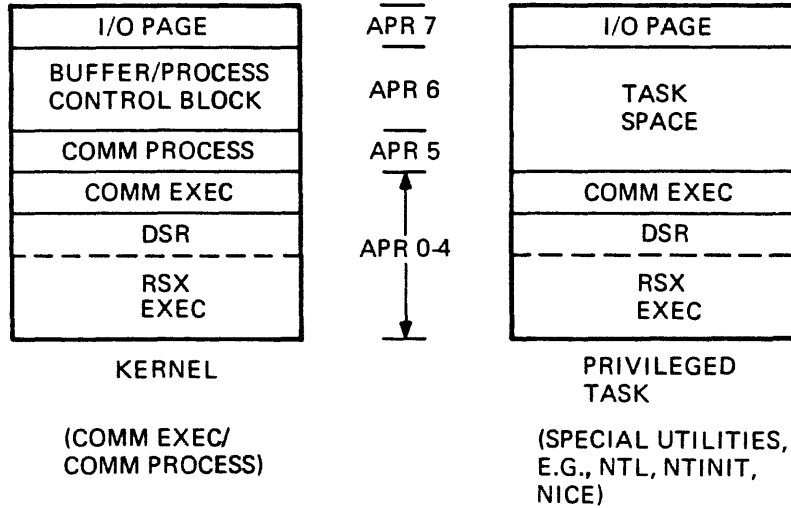 I/O PAGE
BUFFER/PROCESS
CONTROL BLOCK
COMM PROCESS
COMM EXEC
DSR
RSX
EXEC
KERNEL
(COMM EXEC/
COMM PROCESS)
APR 7
APR 6
APR 5
APR 0-4
I/O PAGE
TASK
SPACE
COMM EXEC
DSR
RSX
EXEC
PRIVILEGED
TASK
(SPECIAL UTILITIES,
E.G., NTL, NTINIT,
NICE)